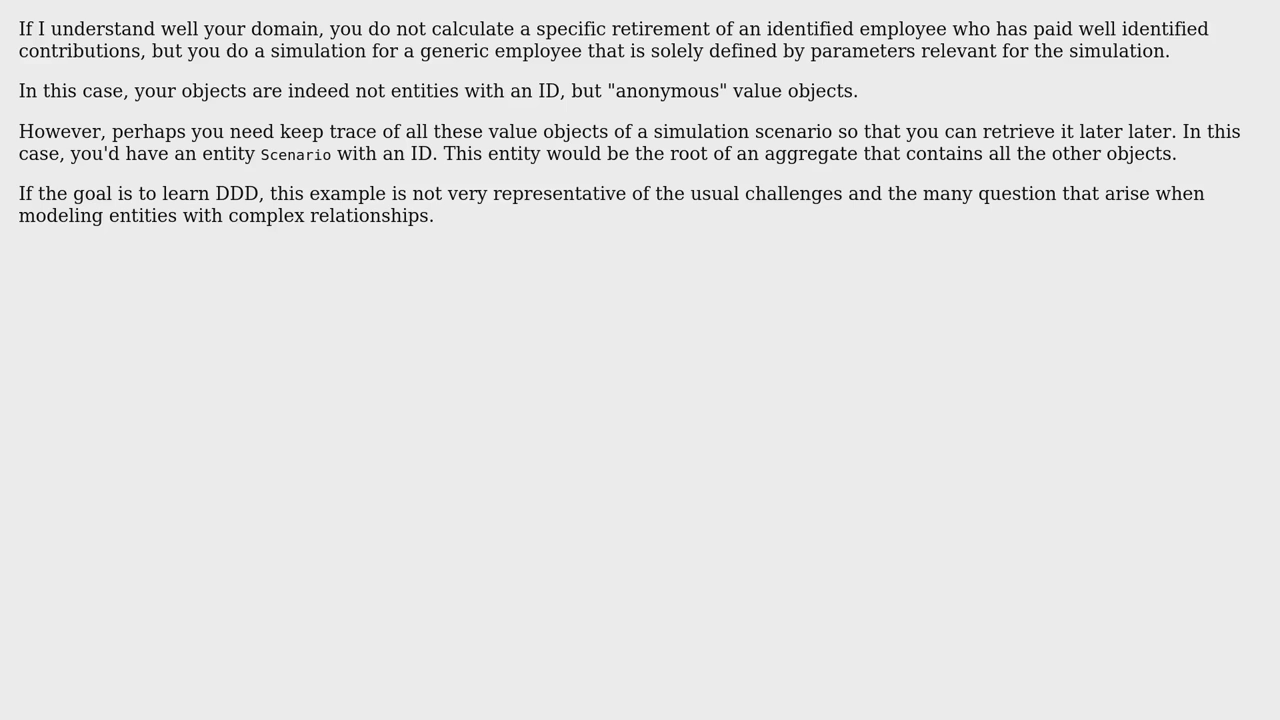 If I understand well your domain, you do not calculate a specific retirement of an identified employee who has paid well identified
contributions, but you do a simulation for a generic employee that is solely defined by parameters relevant for the simulation.
In this case, your objects are indeed not entities with an ID, but "anonymous" value objects.
However, perhaps you need keep trace of all these value objects of a simulation scenario so that you can retrieve it later later. In this
case, you'd have an entity Scenario with an ID. This entity would be the root of an aggregate that contains all the other objects.
If the goal is to learn DDD, this example is not very representative of the usual challenges and the many question that arise when
modeling entities with complex relationships.